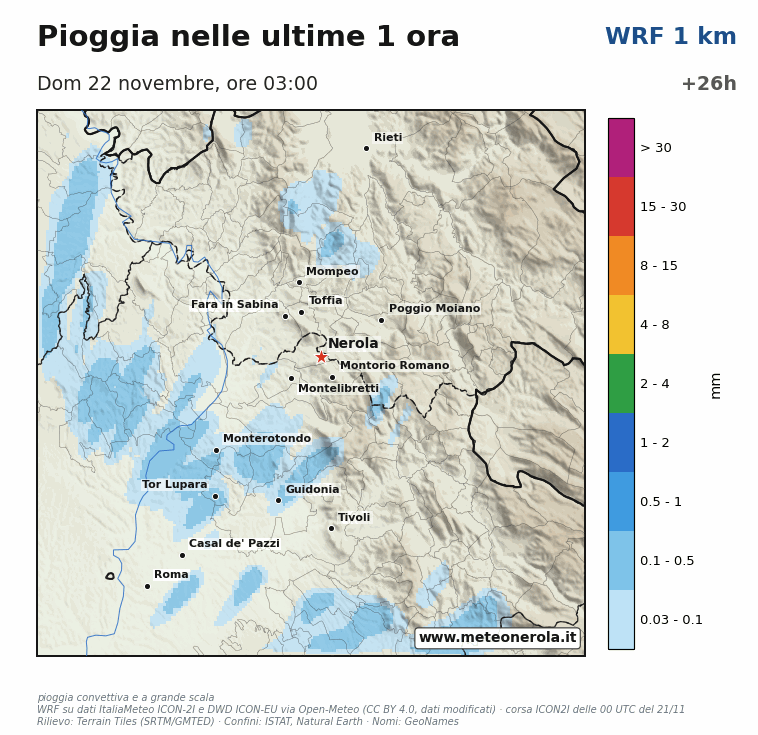 Pioggia nelle ultime 1 ora
WRF 1 km
Dom 22 novembre, ore 03:00
+26h
Rieti
Mompeo
Fara in Sabina
Toffia
Poggio Moiano
Nerola
Montorio Romano
Montelibretti
Monterotondo
Tor Lupara
Guidonia
Tivoli
Casal de' Pazzi
Roma
www.meteonerola.it
> 30
15 - 30
8 - 15
4 - 8
2 - 4
1 - 2
0.5 - 1
0.1 - 0.5
0.03 - 0.1
mm
pioggia convettiva e a grande scala
WRF su dati ItaliaMeteo ICON-2I e DWD ICON-EU via Open-Meteo (CC BY 4.0, dati modificati) · corsa ICON2I delle 00 UTC del 21/11
Rilievo: Terrain Tiles (SRTM/GMTED) · Confini: ISTAT, Natural Earth · Nomi: GeoNames